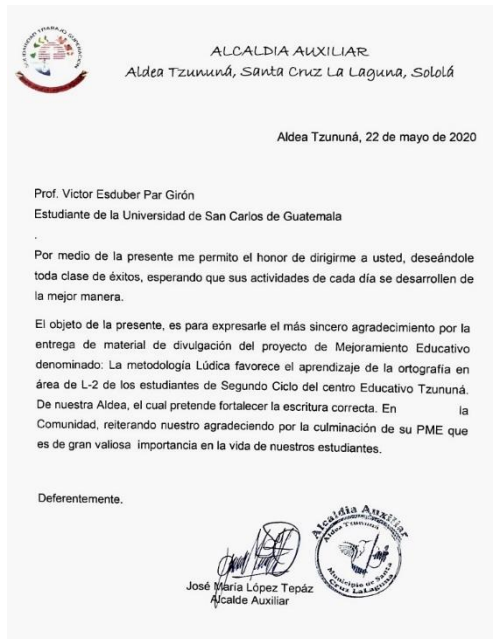 SOLIDARIDAD TRABAJO SUPERACION
ALCALDIA AUXILIAR
Aldea Tzununá, Santa Cruz La Laguna, Sololá
Aldea Tzununá, 22 de mayo de 2020
Prof. Victor Esduber Par Girón
Estudiante de la Universidad de San Carlos de Guatemala
.
Por medio de la presente me permito el honor de dirigirme a usted, deseándole
toda clase de éxitos, esperando que sus actividades de cada día se desarrollen de
la mejor manera.
El objeto de la presente, es para expresarle el más sincero agradecimiento por la
entrega de material de divulgación del proyecto de Mejoramiento Educativo
denominado: La metodología Lúdica favorece el aprendizaje de la ortografía en
área de L-2 de los estudiantes de Segundo Ciclo del centro Educativo Tzununá.
De nuestra Aldea, el cual pretende fortalecer la escritura correcta. En la
Comunidad, reiterando nuestro agradeciendo por la culminación de su PME que
es de gran valiosa importancia en la vida de nuestros estudiantes.
Deferentemente.
José María López Tepáz
Alcalde Auxiliar
Alcaldia Auxiliar
Aldea Tzununá
Municipio de Santa
Cruz LaLaguna